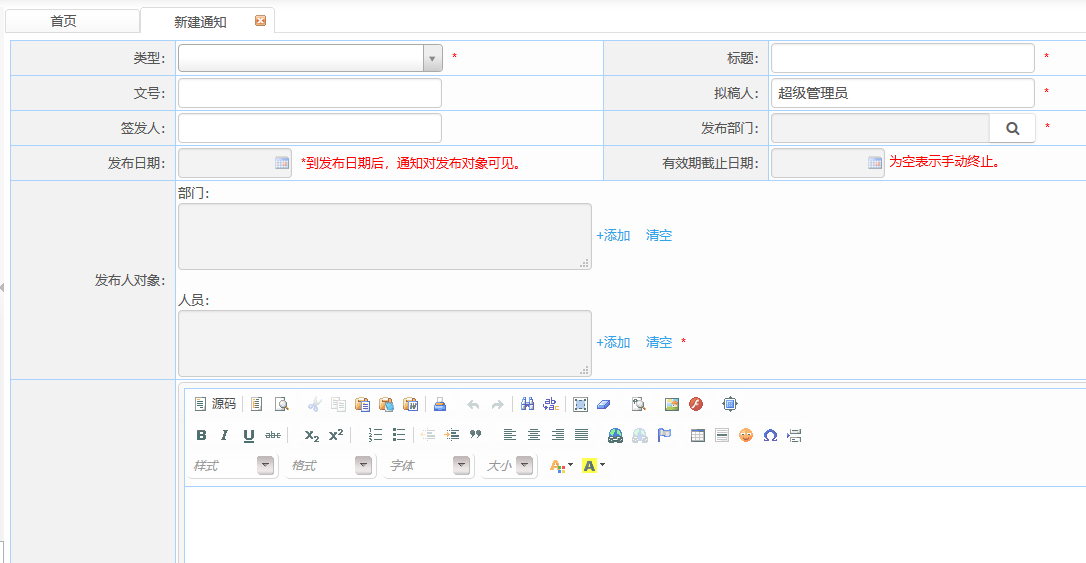 首页 新建通知
类型: * 标题: *
文号: 拟稿人: 超级管理员 *
签发人: 发布部门: *
发布日期: *到发布日期后，通知对发布对象可见。 有效期截止日期: 为空表示手动终止。
部门:
+添加 清空
发布人对象:
人员:
+添加 清空 *
源码
B I U abc x₂ x²
样式 格式 字体 大小 A A